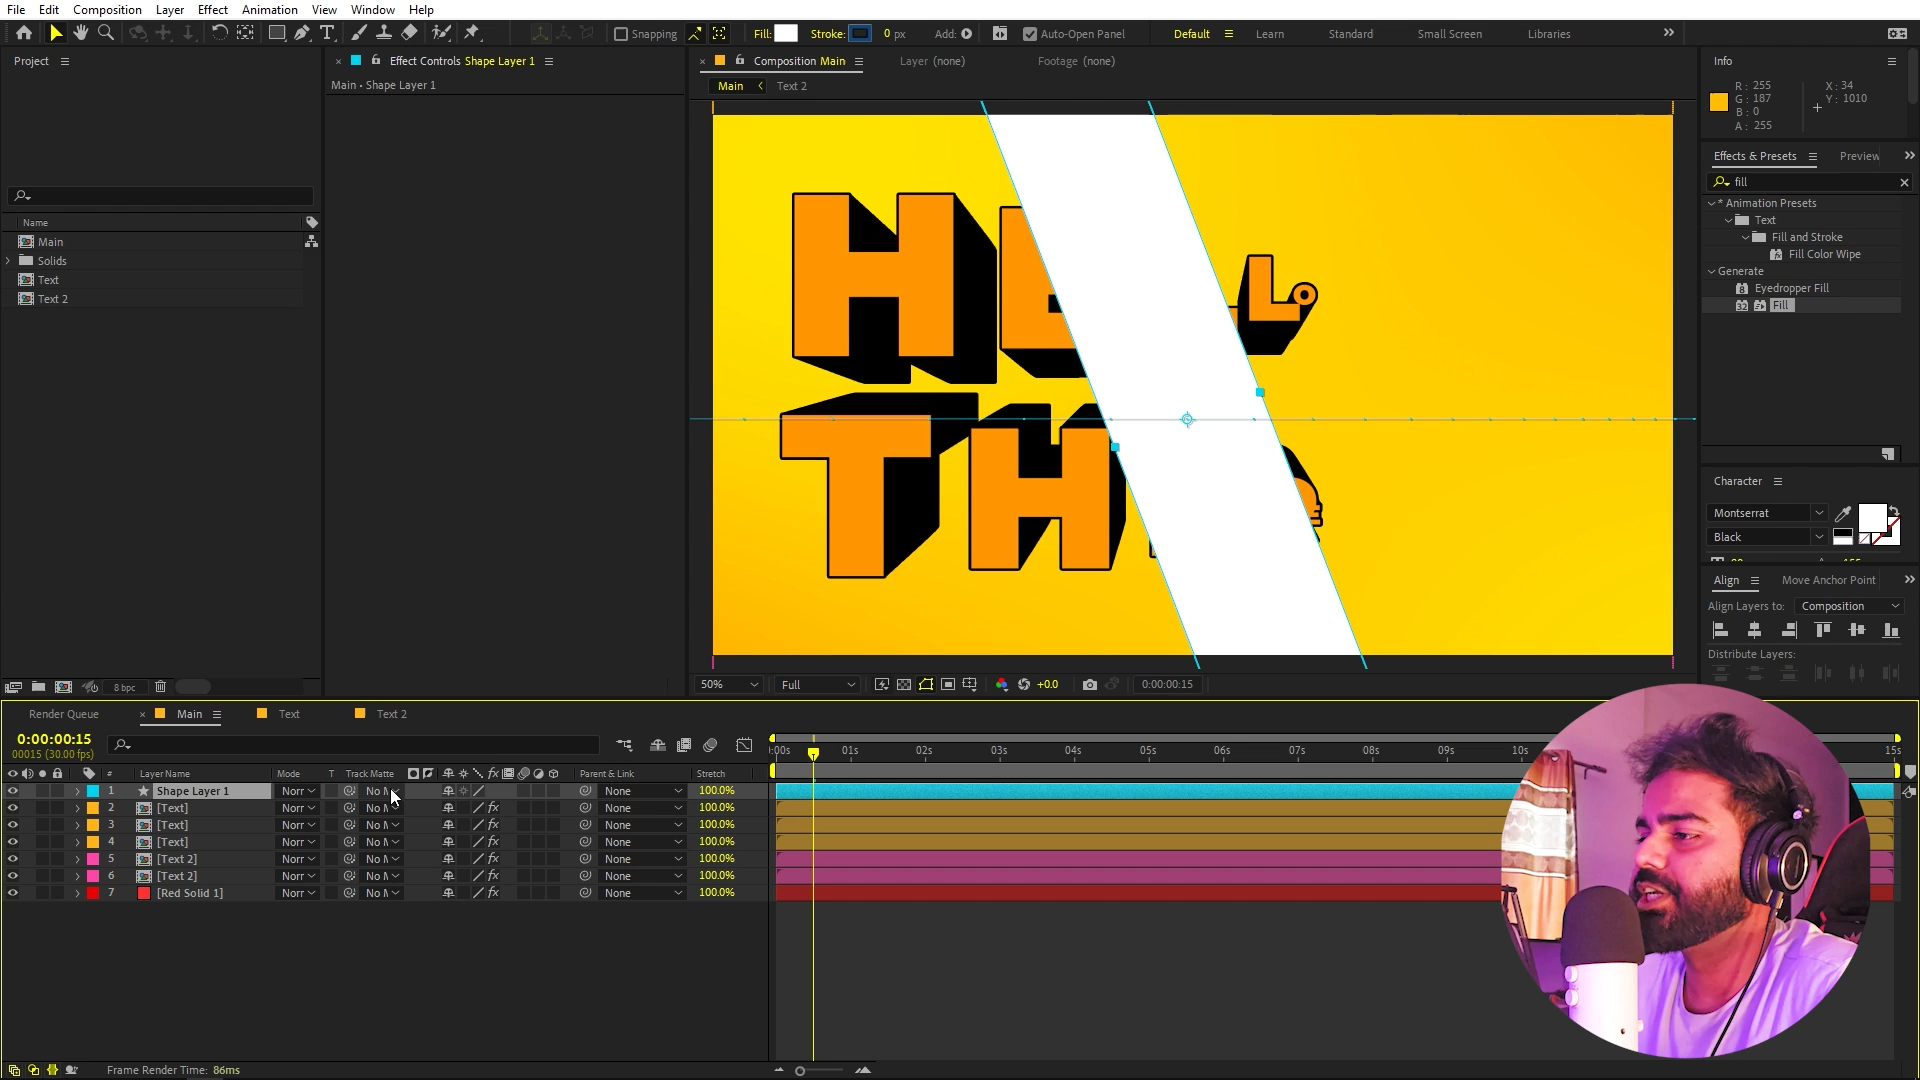 File Edit Composition Layer Effect Animation View Window Help
Snapping Fill: Stroke: 0 px Add: Auto-Open Panel Default Learn Standard Small Screen Libraries
Project
Effect Controls Shape Layer 1
Main • Shape Layer 1
Composition Main Layer (none) Footage (none)
Main Text 2
Info
R: 255 X: 34
G: 187 Y: 1010
B: 0
A: 255
Effects & Presets Preview
fill
* Animation Presets
Text
Fill and Stroke
Fill Color Wipe
Generate
Eyedropper Fill
Fill
Name
Main
Solids
Text
Text 2
8 bpc
TH
50% Full +0.0 0:00:00:15
Character
Montserrat
Black
Align Move Anchor Point
Align Layers to: Composition
Distribute Layers:
Render Queue Main Text Text 2
0:00:00:15
00015 (30.00 fps)
:00s 01s 02s 03s 04s 05s 06s 07s 08s 09s 10s 15s
# Layer Name Mode T Track Matte fx Parent & Link Stretch
1 Shape Layer 1 Norr No M None 100.0%
2 [Text] Norr No M fx None 100.0%
3 [Text] Norr No M fx None 100.0%
4 [Text] Norr No M fx None 100.0%
5 [Text 2] Norr No M fx None 100.0%
6 [Text 2] Norr No M fx None 100.0%
7 [Red Solid 1] Norr No M fx None 100.0%
Frame Render Time: 86ms